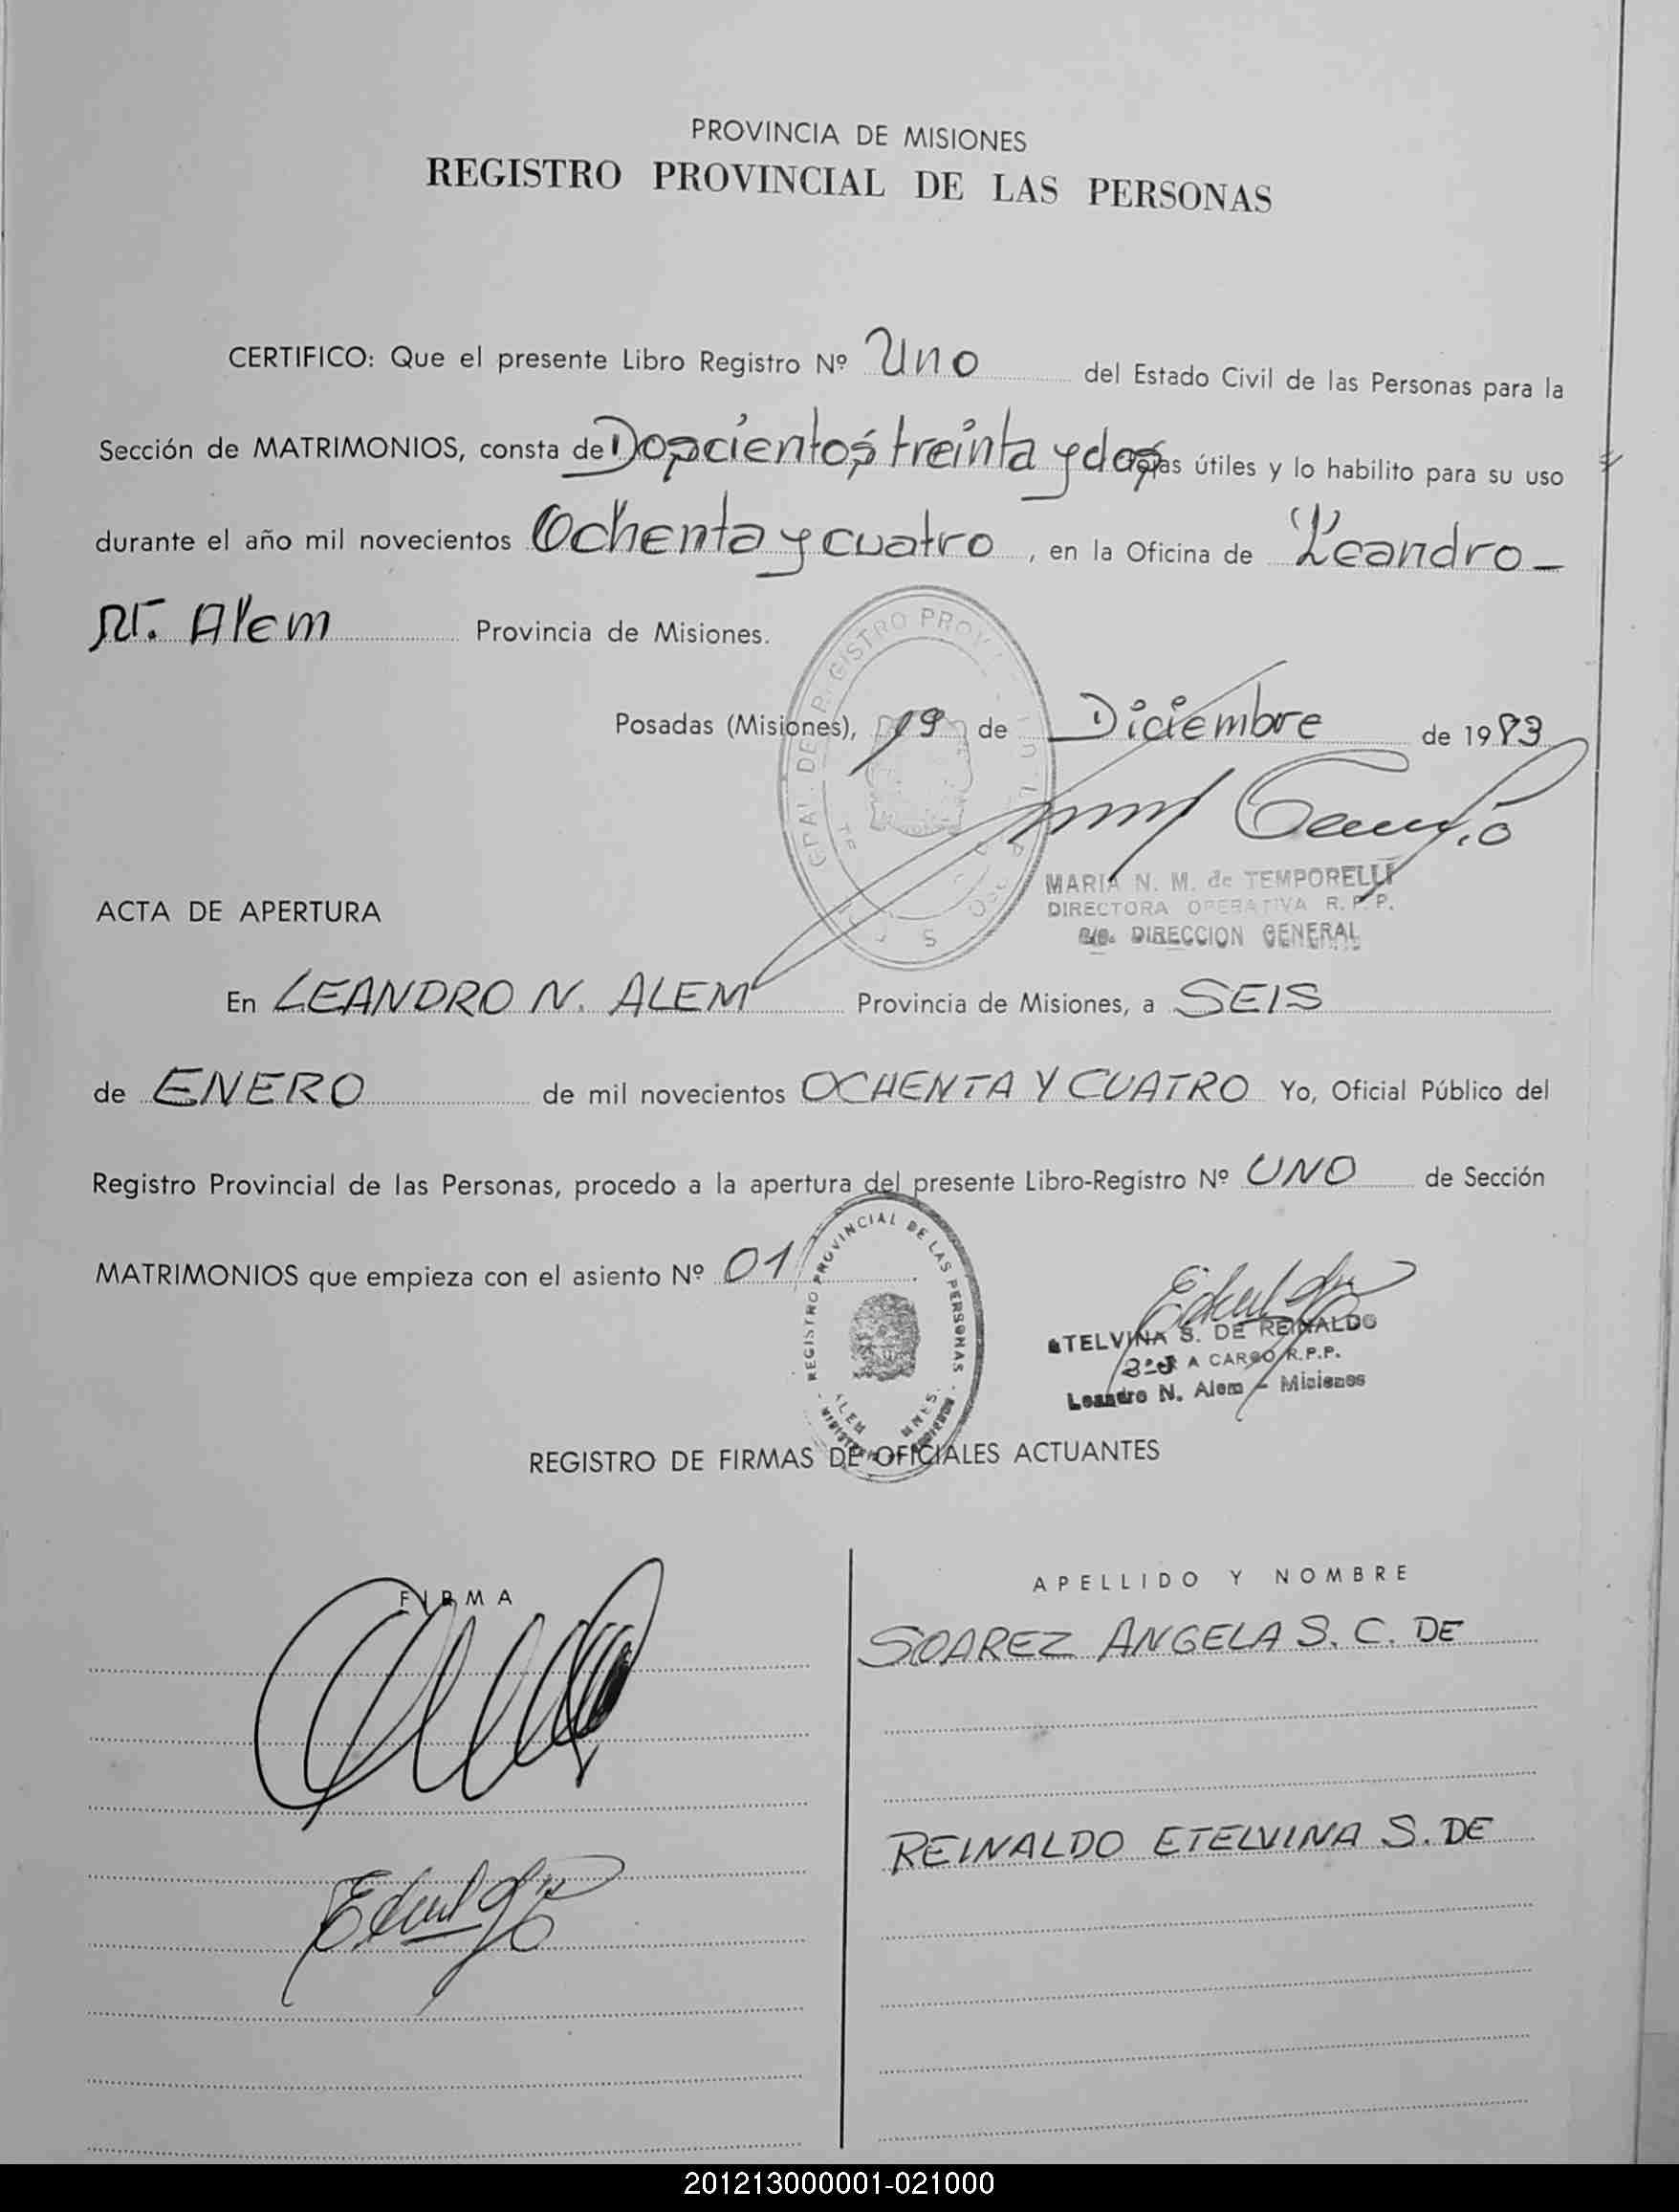 PROVINCIA DE MISIONES
REGISTRO PROVINCIAL DE LAS PERSONAS
CERTIFICO: Que el presente Libro Registro Nº Uno del Estado Civil de las Personas para la
Sección de MATRIMONIOS, consta de Doscientos treinta y dos fojas útiles y lo habilito para su uso
durante el año mil novecientos Ochenta y cuatro, en la Oficina de Leandro-
N. Alem Provincia de Misiones.
Posadas (Misiones), 19 de Diciembre de 1983
MARIA N. M. de TEMPORELLI
DIRECTORA OPERATIVA R. P. P.
DIRECCION GENERAL
ACTA DE APERTURA
En LEANDRO N. ALEM Provincia de Misiones, a SEIS
de ENERO de mil novecientos OCHENTA Y CUATRO Yo, Oficial Público del
Registro Provincial de las Personas, procedo a la apertura del presente Libro-Registro Nº UNO de Sección
MATRIMONIOS que empieza con el asiento Nº 01
REGISTRO PROVINCIAL DE LAS PERSONAS
ALEM MNES.
ETELVINA S. DE REINALDO
A CARGO R.P.P.
Leandro N. Alem - Misiones
REGISTRO DE FIRMAS DE OFICIALES ACTUANTES
FIRMA
APELLIDO Y NOMBRE
SOAREZ ANGELA S. C. DE
REINALDO ETELVINA S. DE
201213000001-021000